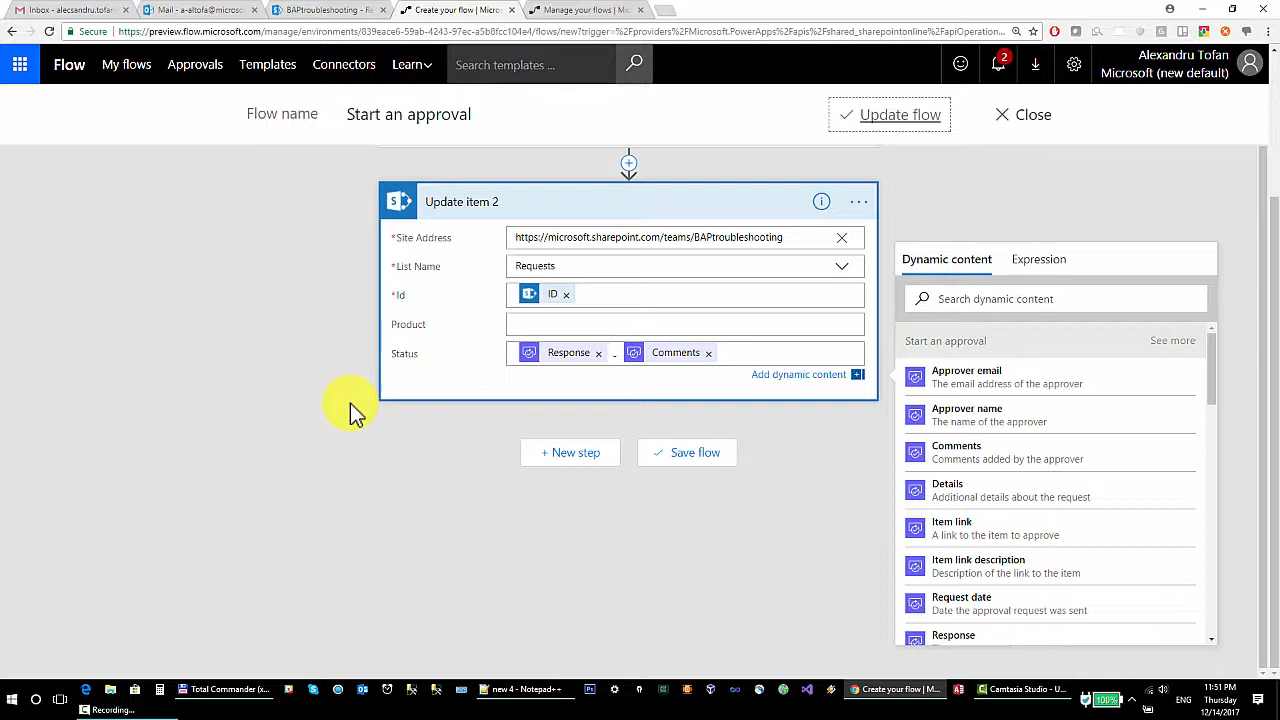 Inbox - alecsandru.tofan
Mail - a-altofa@microso
BAPtroubleshooting - Re
Create your flow | Micros
Manage your flows | Mic
Secure
https://preview.flow.microsoft.com/manage/environments/839eace6-59ab-4243-97ec-a5b
/flows/new?trigger=%2Fproviders%2FMicrosoft.PowerApps%2Fapis%2Fshared_sharepointonline%2FapiOperation...
Flow
My flows
Approvals
Templates
Connectors
Learn
Search templates ...
2
Alexandru Tofan
Microsoft (new default)
Flow name
Start an approval
Update flow
Close
Update item 2
*Site Address
https://microsoft.sharepoint.com/teams/BAPtroubleshooting
*List Name
Requests
*Id
ID
Product
Status
Response
-
Comments
Add dynamic content
+ New step
Save flow
Dynamic content
Expression
Search dynamic content
Start an approval
See more
Approver email
The email address of the approver
Approver name
The name of the approver
Comments
Comments added by the approver
Details
Additional details about the request
Item link
A link to the item to approve
Item link description
Description of the link to the item
Request date
Date the approval request was sent
Response
Total Commander (x...
new 4 - Notepad++
Create your flow | M...
Camtasia Studio - U...
100%
ENG
11:51 PM
Thursday
12/14/2017
Recording...